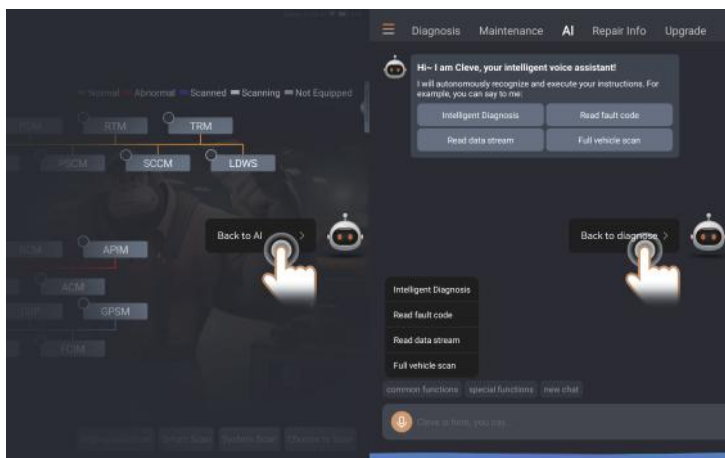 Normal Abnormal Scanned Scanning Not Equipped
RTM TRM
PSCM SCCM LDWS
Back to AI >
APIM
ACM
GPSM
FCIM
Diagnosis Maintenance AI Repair Info Upgrade
Hi~ I am Cleve, your intelligent voice assistant!
I will autonomously recognize and execute your instructions. For
example, you can say to me:
Intelligent Diagnosis Read fault code
Read data stream Full vehicle scan
Back to diagnose >
Intelligent Diagnosis
Read fault code
Read data stream
Full vehicle scan
common functions special functions new chat
Cleve is here, you say...